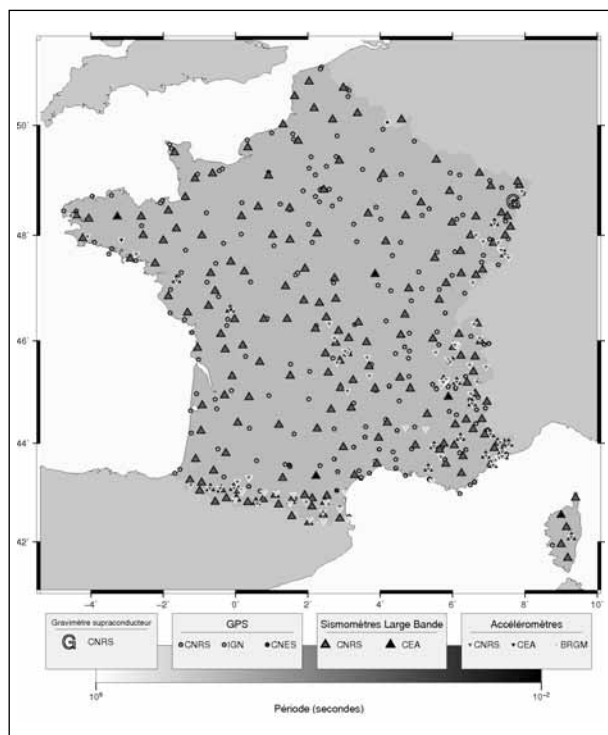 50˚
48˚
46˚
44˚
42˚
−4˚ −2˚ 0˚ 2˚ 4˚ 6˚ 8˚ 10˚
Gravimètre supraconducteur
G CNRS
GPS
CNRS IGN CNES
Sismomètres Large Bande
CNRS CEA
Accéléromètres
CNRS CEA BRGM
10⁶ 10⁻²
Période (secondes)